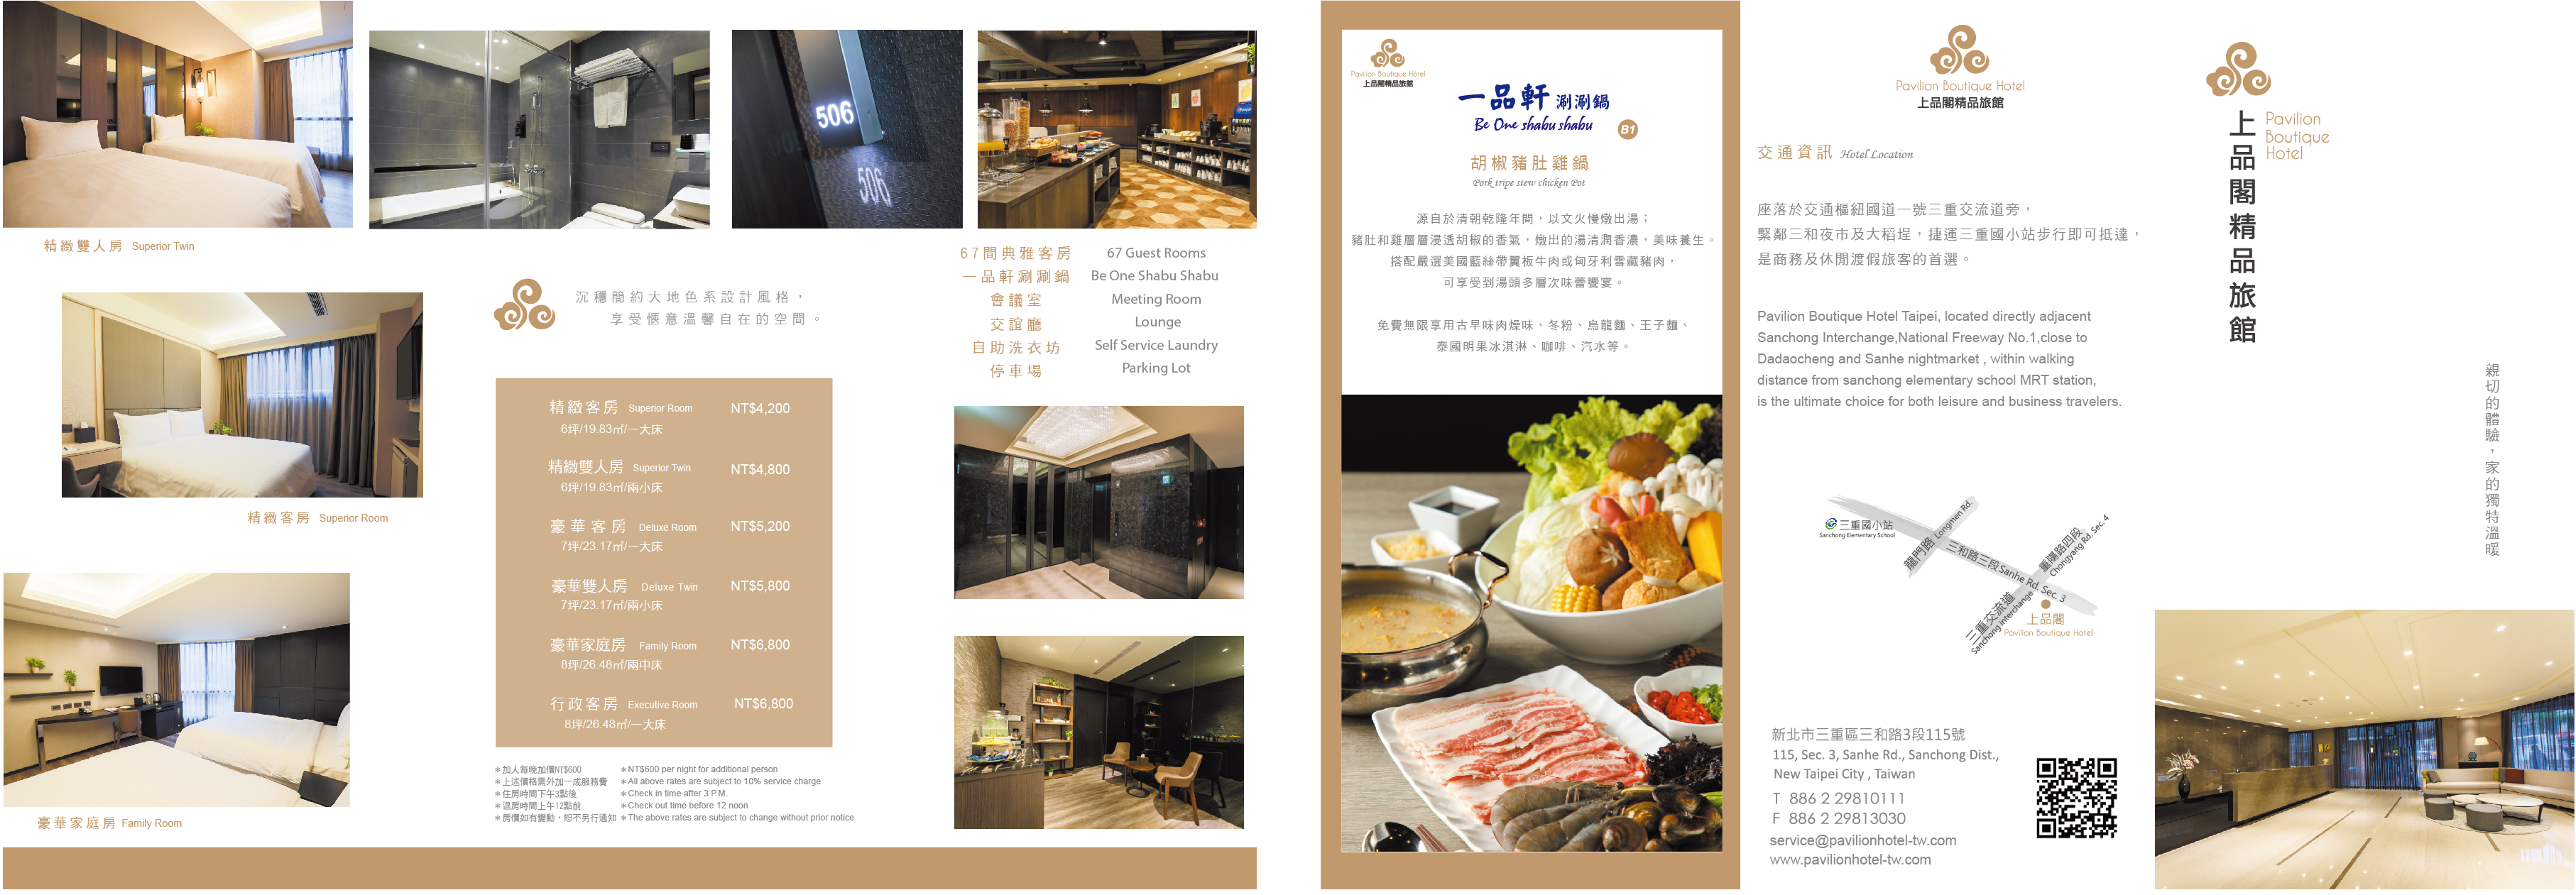 精緻雙人房 Superior Twin
精緻客房 Superior Room
豪華家庭房 Family Room
506
506
沉穩簡約大地色系設計風格，
享受愜意溫馨自在的空間。
精緻客房 Superior Room NT$4,200
6坪/19.83㎡/一大床
精緻雙人房 Superior Twin NT$4,800
6坪/19.83㎡/兩小床
豪華客房 Deluxe Room NT$5,200
7坪/23.17㎡/一大床
豪華雙人房 Deluxe Twin NT$5,800
7坪/23.17㎡/兩小床
豪華家庭房 Family Room NT$6,800
8坪/26.48㎡/兩中床
行政客房 Executive Room NT$6,800
8坪/26.48㎡/一大床
＊加人每晚加價NT$600 ＊NT$600 per night for additional person
＊上述價格業外加一成服務費 ＊All above rates are subject to 10% service charge
＊住房時間下午3點後 ＊Check in time after 3 P.M.
＊退房時間上午12點前 ＊Check out time before 12 noon
＊房價如有變動，恕不另行通知 ＊The above rates are subject to change without prior notice
67間典雅客房 67 Guest Rooms
一品軒涮涮鍋 Be One Shabu Shabu
會議室 Meeting Room
交誼廳 Lounge
自助洗衣坊 Self Service Laundry
停車場 Parking Lot
Pavilion Boutique Hotel
上品閣精品旅館
一品軒 涮涮鍋
Be One shabu shabu B1
胡椒豬肚雞鍋
Pork tripe stew chicken Pot
源自於清朝乾隆年間，以文火慢燉出湯；
豬肚和雞層層浸透胡椒的香氣，燉出的湯清潤香濃，美味養生。
搭配嚴選美國藍絲帶翼板牛肉或匈牙利雪藏豬肉，
可享受到湯頭多層次味蕾饗宴。
免費無限享用古早味肉燥味、冬粉、烏龍麵、王子麵、
泰國明果冰淇淋、咖啡、汽水等。
Pavilion Boutique Hotel
上品閣精品旅館
交通資訊 Hotel Location
座落於交通樞紐國道一號三重交流道旁，
緊鄰三和夜市及大稻埕，捷運三重國小站步行即可抵達，
是商務及休閒渡假旅客的首選。
Pavilion Boutique Hotel Taipei, located directly adjacent
Sanchong Interchange,National Freeway No.1,close to
Dadaocheng and Sanhe nightmarket , within walking
distance from sanchong elementary school MRT station,
is the ultimate choice for both leisure and business travelers.
三重國小站
Sanchong Elementary School
龍門路 Longmen Rd.
三和路三段Sanhe Rd. Sec. 3
重陽路四段
Chongyang Rd. Sec. 4
三重交流道
Sanchong Interchange
上品閣
Pavilion Boutique Hotel
新北市三重區三和路3段115號
115, Sec. 3, Sanhe Rd., Sanchong Dist.,
New Taipei City , Taiwan
T 886 2 29810111
F 886 2 29813030
service@pavilionhotel-tw.com
www.pavilionhotel-tw.com
上品閣精品旅館
Pavilion
Boutique
Hotel
親切的體驗，家的獨特溫暖